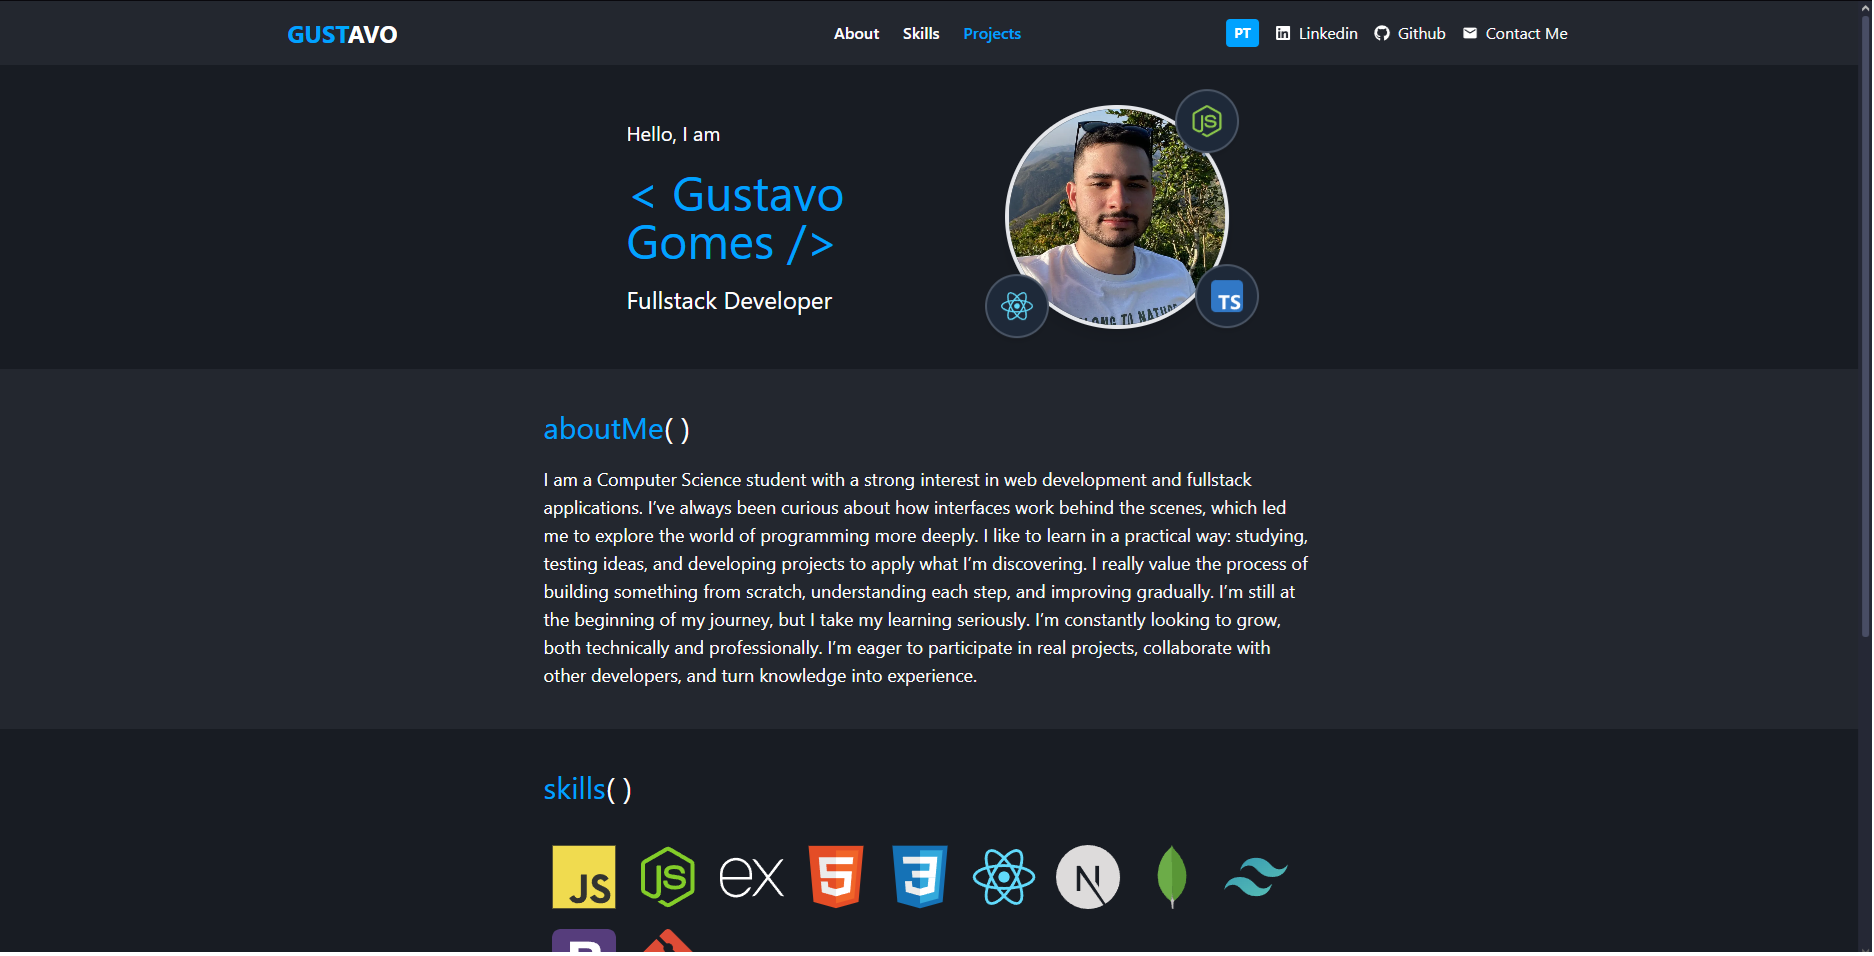 GUSTAVO
About Skills Projects
PT Linkedin Github Contact Me
Hello, I am
< Gustavo
Gomes />
Fullstack Developer
JS
TS
aboutMe( )
I am a Computer Science student with a strong interest in web development and fullstack
applications. I’ve always been curious about how interfaces work behind the scenes, which led
me to explore the world of programming more deeply. I like to learn in a practical way: studying,
testing ideas, and developing projects to apply what I’m discovering. I really value the process of
building something from scratch, understanding each step, and improving gradually. I’m still at
the beginning of my journey, but I take my learning seriously. I’m constantly looking to grow,
both technically and professionally. I’m eager to participate in real projects, collaborate with
other developers, and turn knowledge into experience.
skills( )
JS JS ex 5 3 N